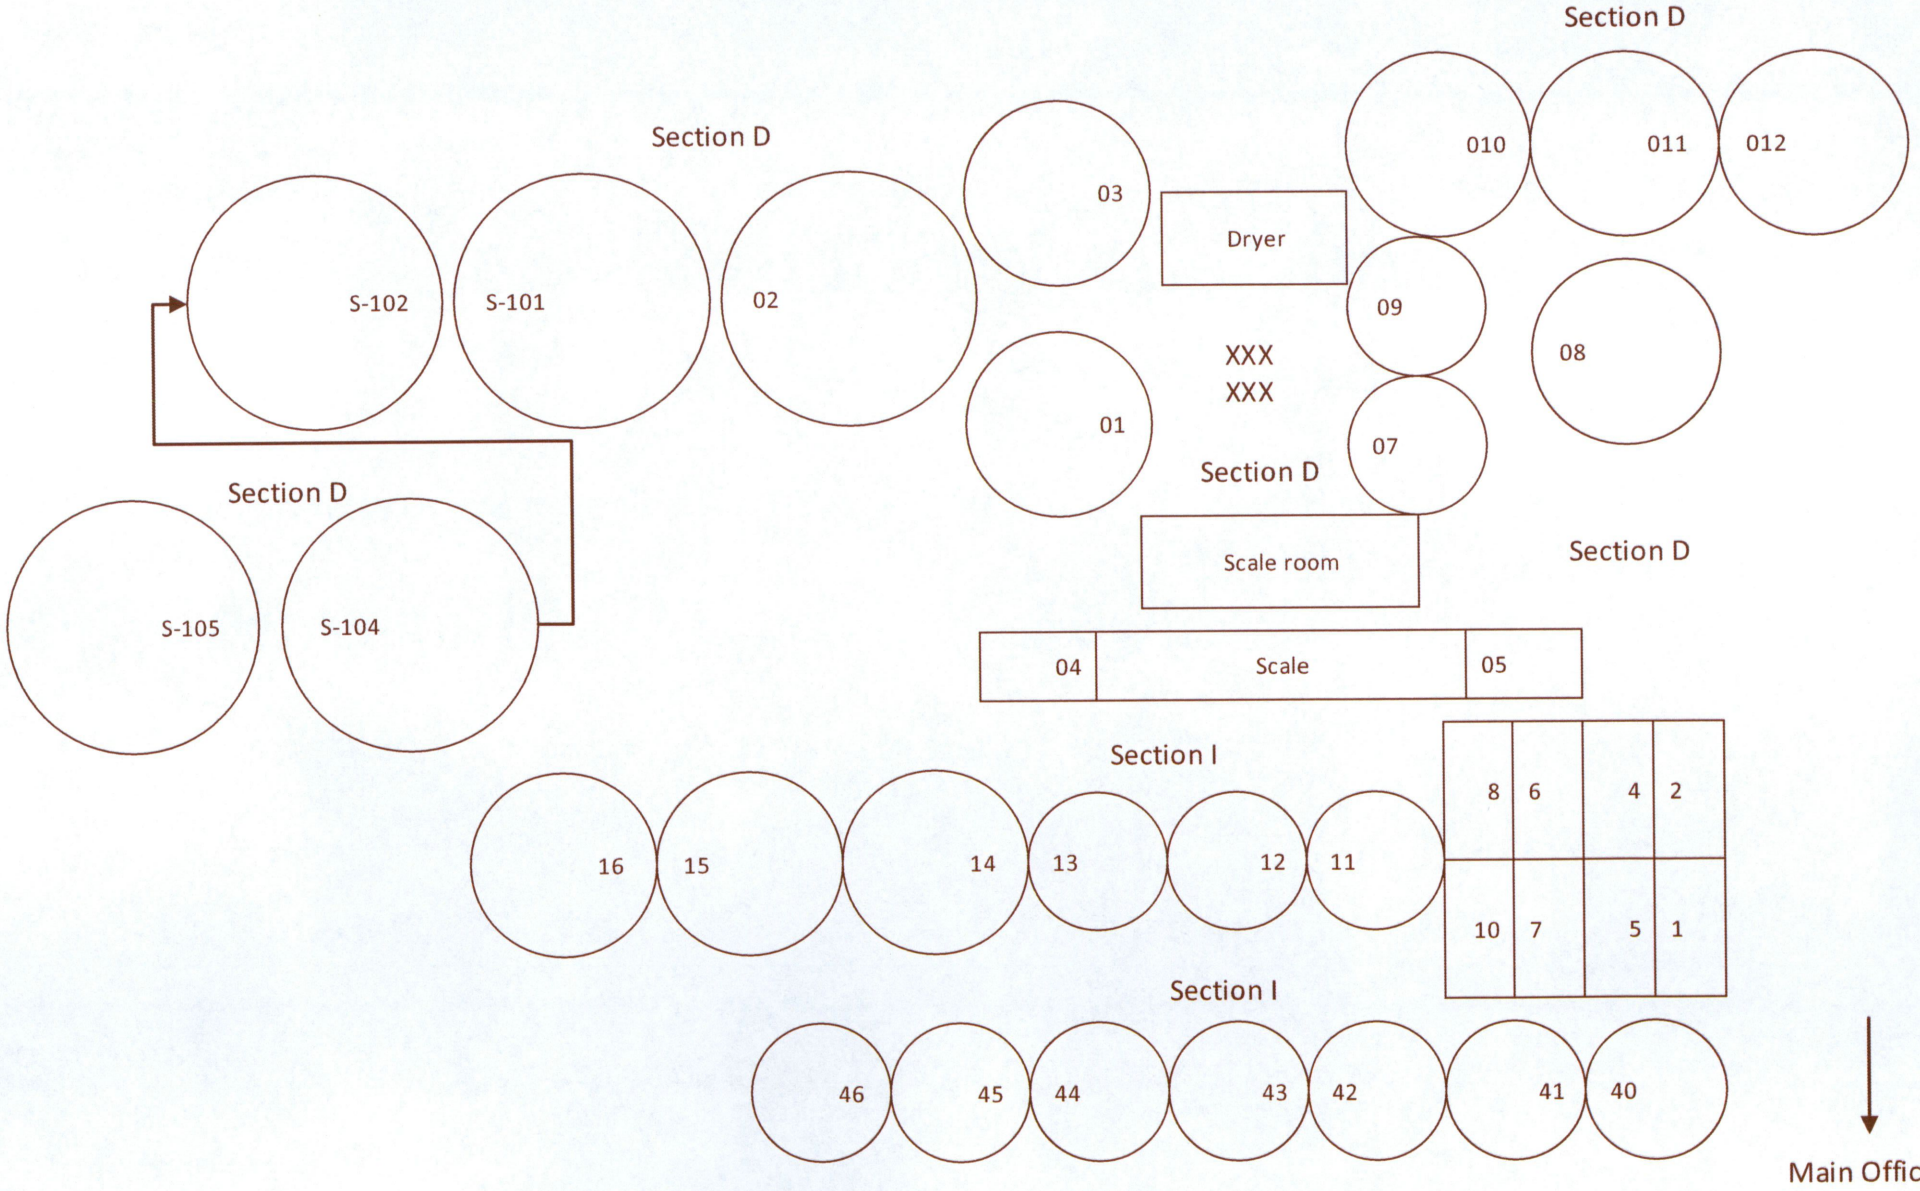 Section D
010
011
012
Section D
03
Dryer
S-102
S-101
02
09
08
XXX
XXX
01
07
Section D
Section D
Section D
Scale room
S-105
S-104
04
Scale
05
Section I
8
6
4
2
16
15
14
13
12
11
10
7
5
1
Section I
46
45
44
43
42
41
40
Main Offic